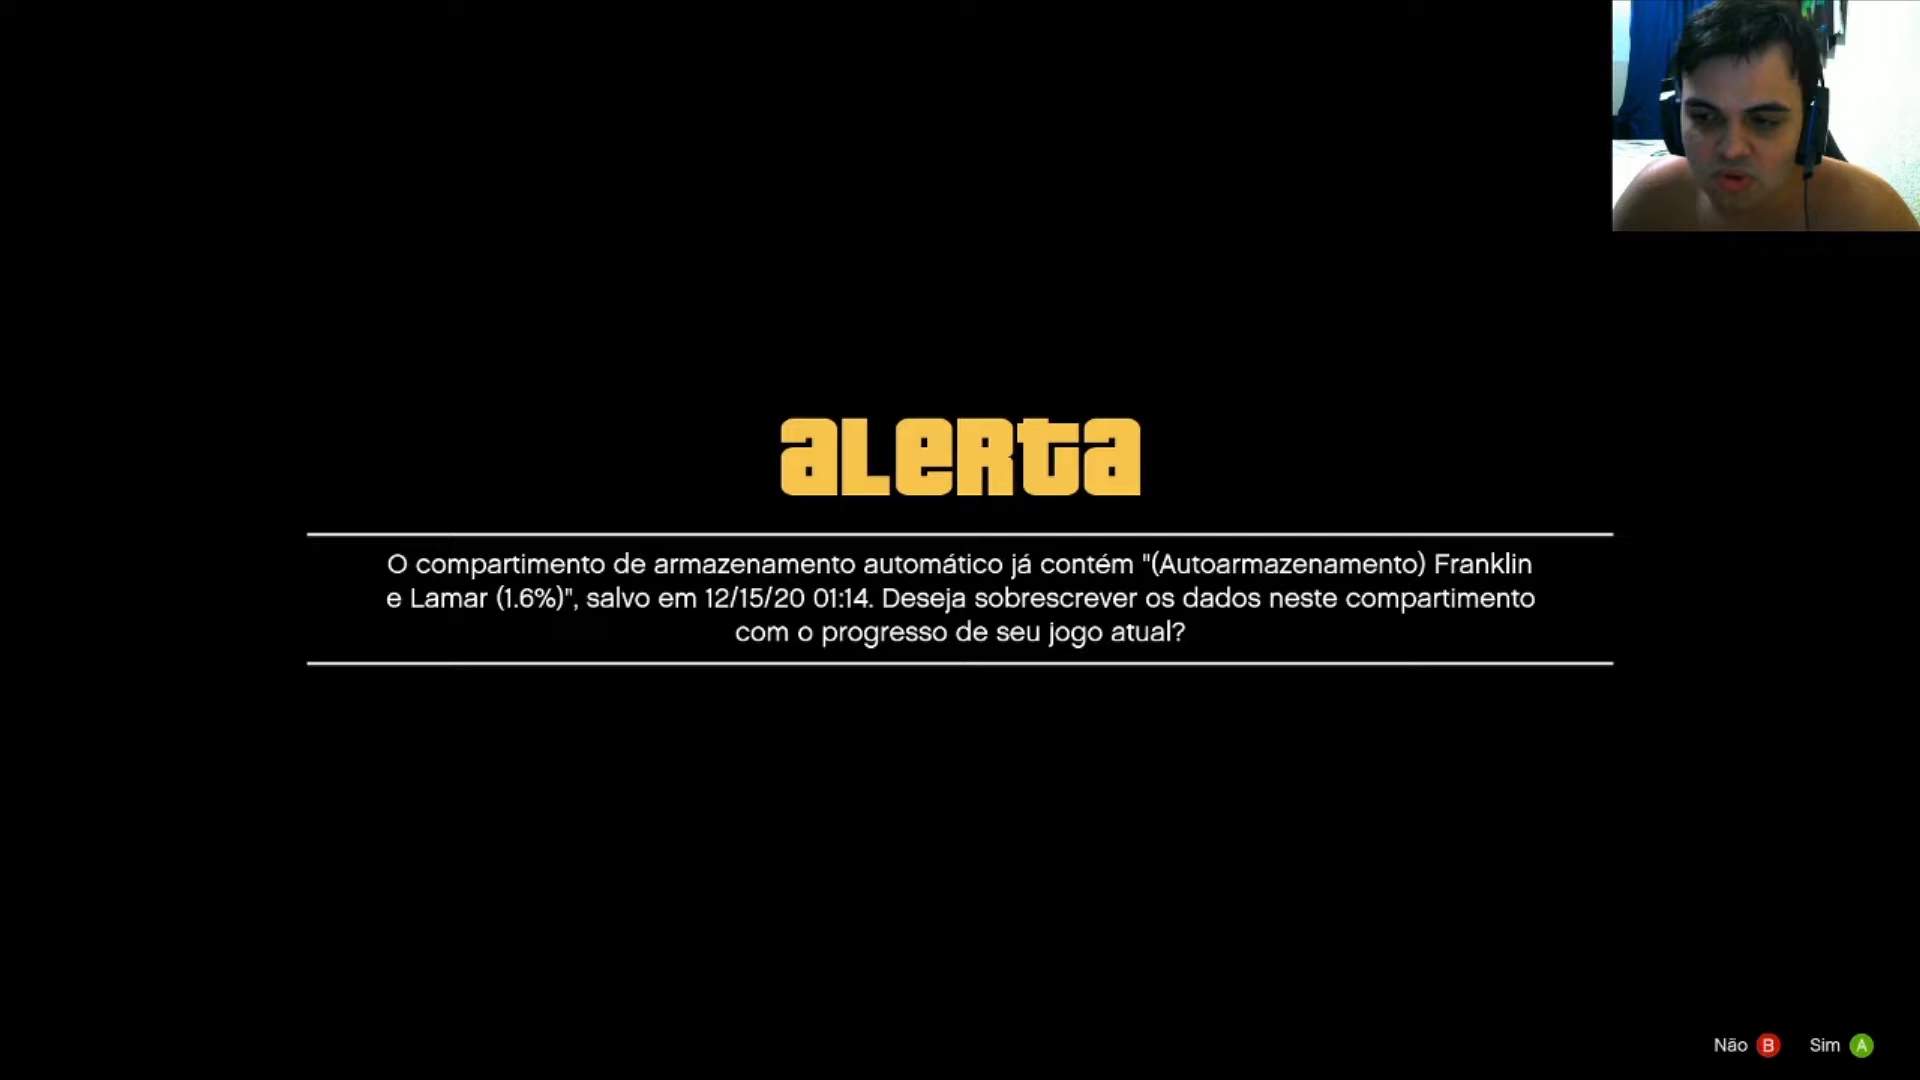 ALERTA
O compartimento de armazenamento automático já contém "(Autoarmazenamento) Franklin
e Lamar (1.6%)", salvo em 12/15/20 01:14. Deseja sobrescrever os dados neste compartimento
com o progresso de seu jogo atual?
Não B Sim A